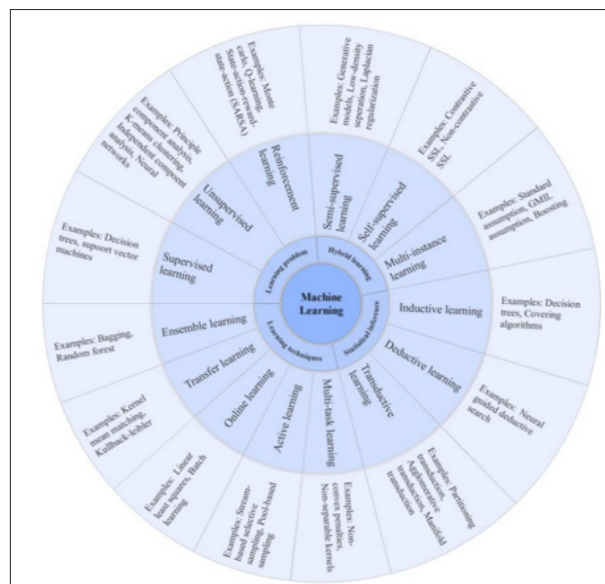 Machine
Learning
Learning problem
Hybrid learning
Statistical inference
Learning techniques
Supervised
learning
Unsupervised
learning
Reinforcement
learning
Semi-supervised
learning
Self-supervised
learning
Multi-instance
learning
Inductive learning
Deductive learning
Transductive
learning
Multi-task learning
Active learning
Online learning
Transfer learning
Ensemble learning
Examples: Decision
trees, supoort vector
machines
Examples: Principle
component analysis,
K-means clustering,
Independent compoent
analysis, Neural
networks
Examples: Monte
carlo, Q-learning,
State-action-reward-
state-action (SARSA)
Examples: Generative
models, Low-density
seperation, Laplacian
regularization
Examples: Contrastive
SSL, Non-contrastive
SSL
Examples: Standard
assumption, GMIL
assumption, Boosting
Examples: Decision
trees, Covering
algorithms
Examples: Neural
guided deductive
search
Examples: Partitioning
transduction,
Agglomerative
transduction, Manifold
transduction
Examples: Non-
convex penalties,
Non-separable kernels
Examples: Stream-
based selective
sampling, Pool-based
sampling
Examples: Linear
least squares, Batch
learning
Examples: Kernel
mean matching,
Kullback-leibler
Examples: Bagging,
Random forest